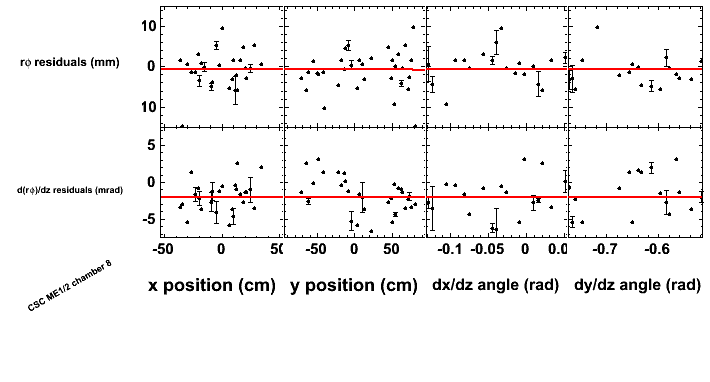 10
rϕ residuals (mm)
0
10
5
d(rϕ)/dz residuals (mrad)
0
-5
-50 0 50 -50 0 50 -0.1 -0.05 0 0.0 -0.7 -0.6
x position (cm) y position (cm) dx/dz angle (rad) dy/dz angle (rad)
CSC ME1/2 chamber 8